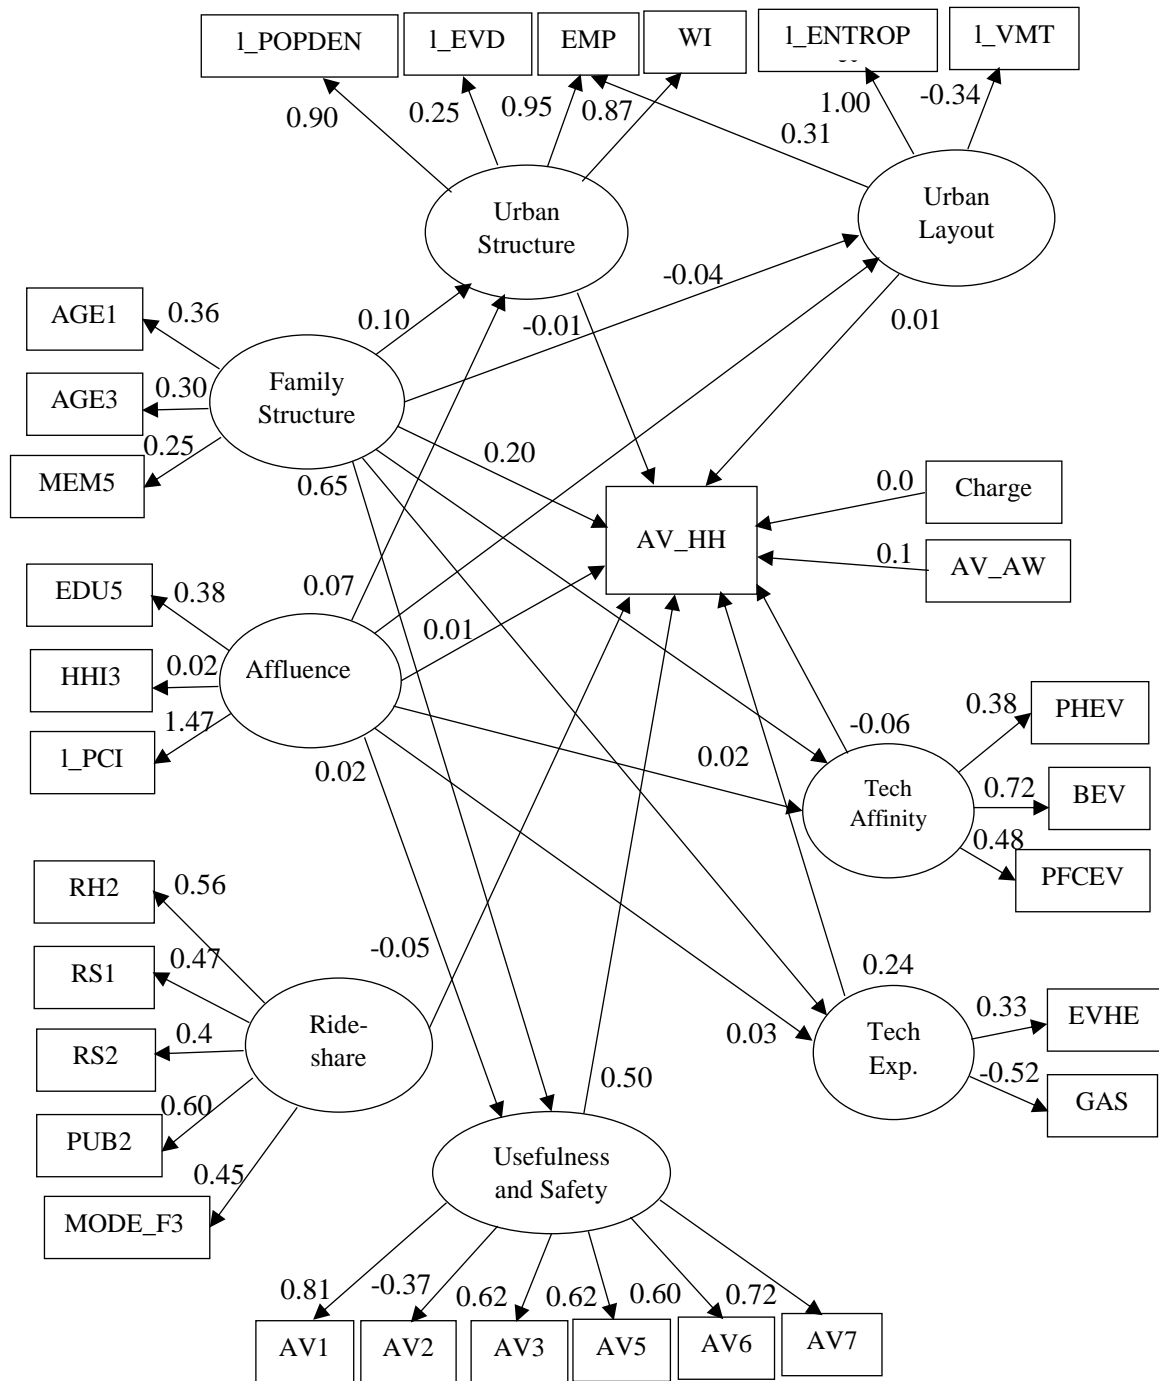 l_POPDEN
l_EVD
EMP
WI
l_ENTROP
l_VMT
0.90
0.25
0.95
0.87
0.31
1.00
-0.34
Urban
Structure
Urban
Layout
-0.04
-0.01
0.01
0.10
AGE1
0.36
AGE3
0.30
MEM5
0.25
Family
Structure
0.65
0.20
AV_HH
0.0
Charge
0.1
AV_AW
EDU5
0.38
HHI3
0.02
l_PCI
1.47
Affluence
0.07
0.01
0.02
0.02
-0.06
Tech
Affinity
0.38
PHEV
0.72
BEV
0.48
PFCEV
RH2
0.56
RS1
0.47
RS2
0.4
PUB2
0.60
MODE_F3
0.45
Ride-
share
-0.05
0.50
0.03
0.24
Tech
Exp.
0.33
EVHE
-0.52
GAS
Usefulness
and Safety
0.81
-0.37
0.62
0.62
0.60
0.72
AV1
AV2
AV3
AV5
AV6
AV7